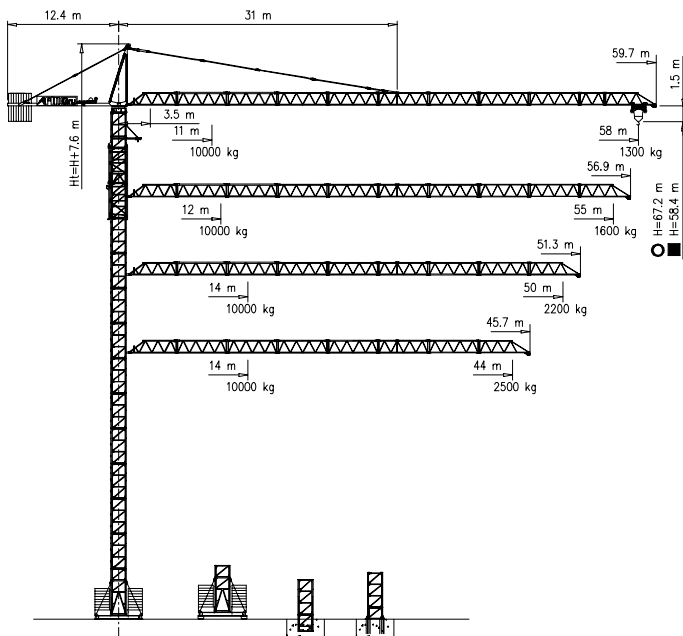 12.4 m
31 m
59.7 m
1.5 m
Ht=H+7.6 m
3.5 m
11 m
10000 kg
58 m
1300 kg
56.9 m
12 m
10000 kg
55 m
1600 kg
H=67.2 m
H=58.4 m
51.3 m
14 m
10000 kg
50 m
2200 kg
45.7 m
14 m
10000 kg
44 m
2500 kg